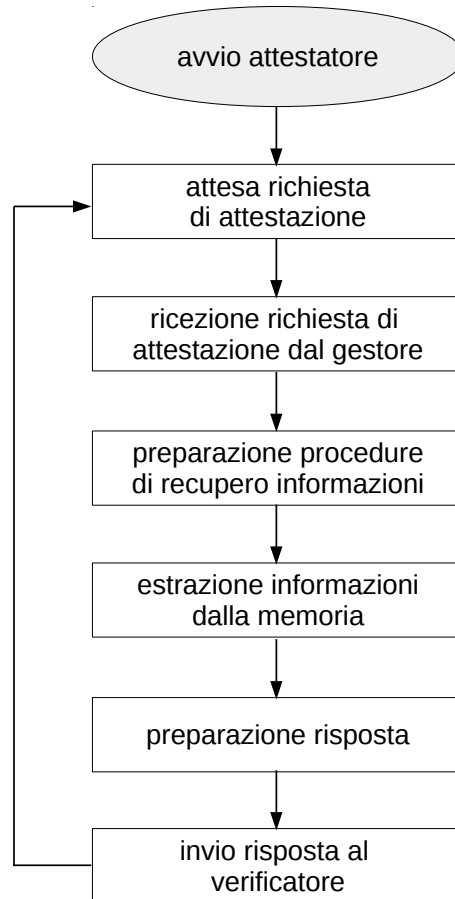 avvio attestatore
attesa richiesta
di attestazione
ricezione richiesta di
attestazione dal gestore
preparazione procedure
di recupero informazioni
estrazione informazioni
dalla memoria
preparazione risposta
invio risposta al
verificatore